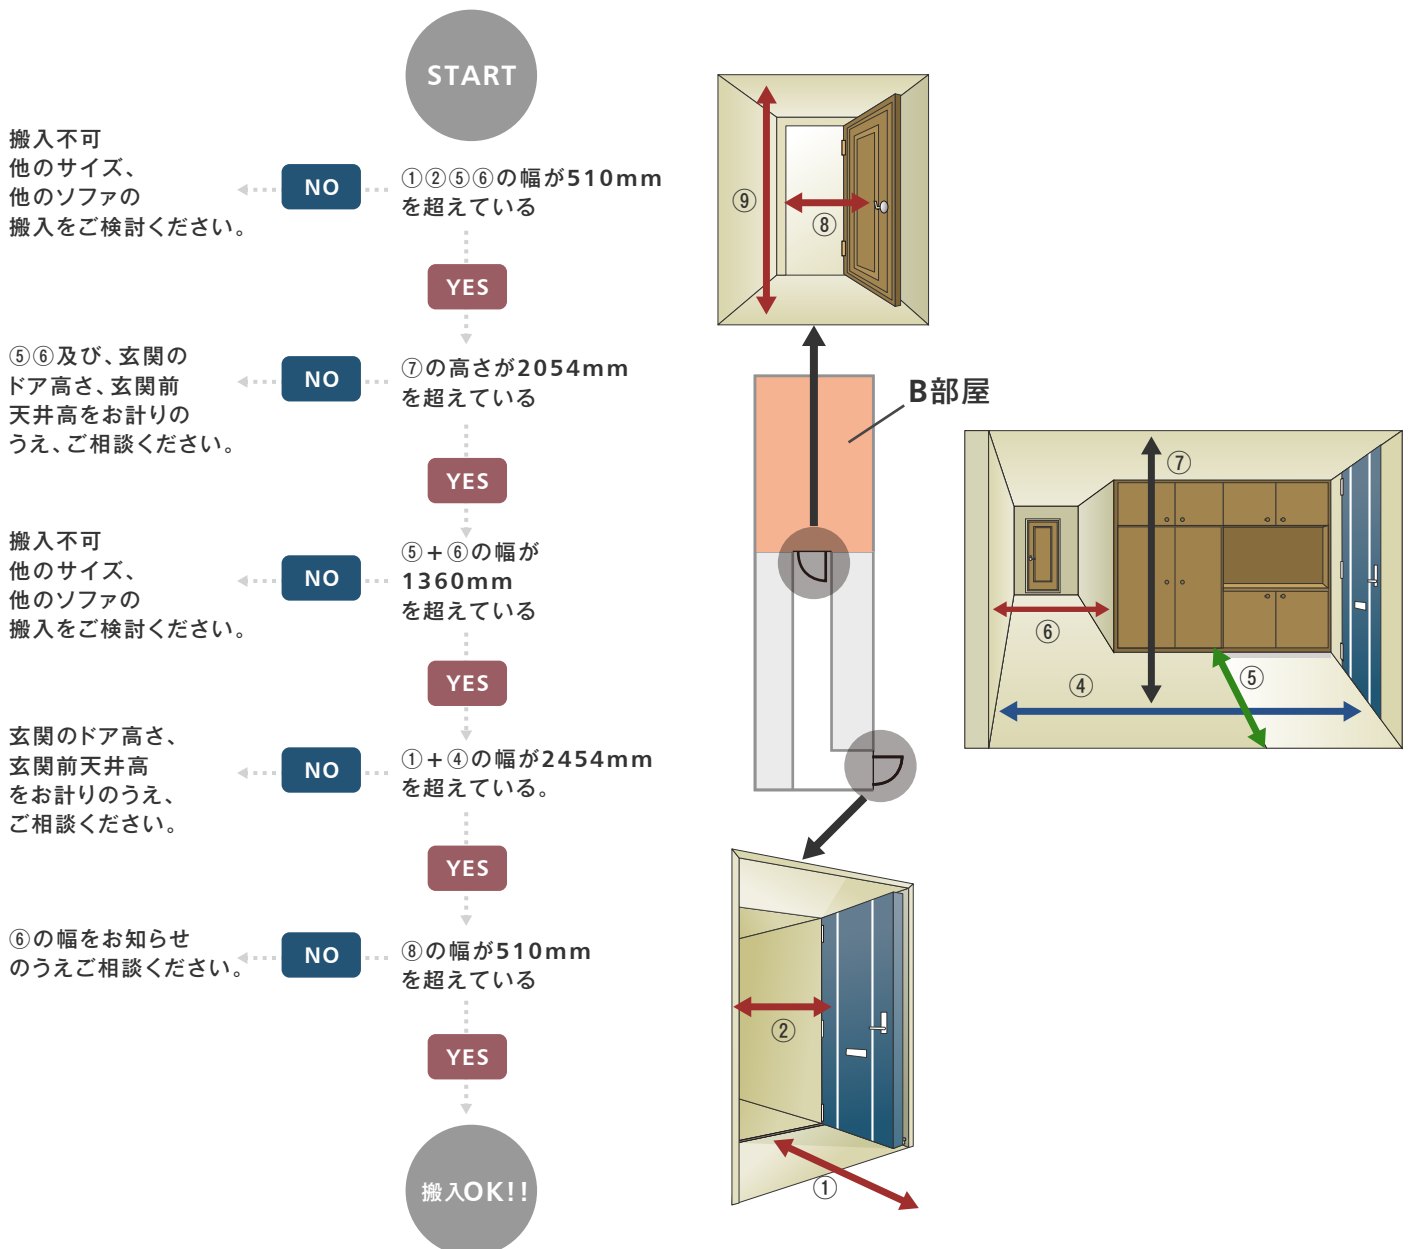 START
搬入不可
他のサイズ、
他のソファの
搬入をご検討ください。
NO
①②⑤⑥の幅が510mm
を超えている
YES
⑤⑥及び、玄関の
ドア高さ、玄関前
天井高をお計りの
うえ、ご相談ください。
NO
⑦の高さが2054mm
を超えている
YES
搬入不可
他のサイズ、
他のソファの
搬入をご検討ください。
NO
⑤+⑥の幅が
1360mm
を超えている
YES
玄関のドア高さ、
玄関前天井高
をお計りのうえ、
ご相談ください。
NO
①+④の幅が2454mm
を超えている。
YES
⑥の幅をお知らせ
のうえご相談ください。
NO
⑧の幅が510mm
を超えている
YES
搬入OK!!
⑨
⑧
B部屋
⑦
⑥
④
⑤
②
①